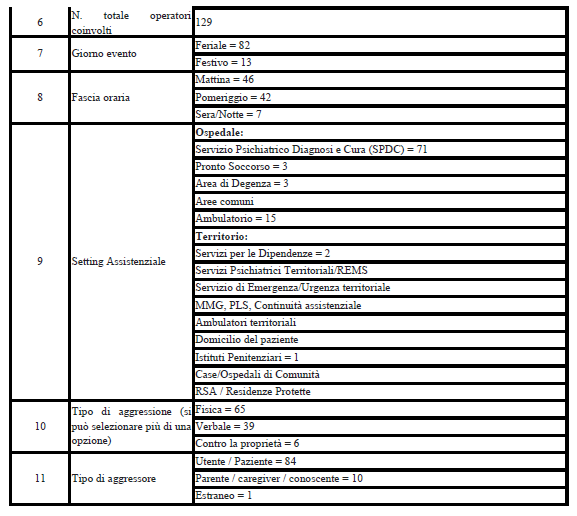 6
N. totale operatori
coinvolti
129
7
Giorno evento
Feriale = 82
Festivo = 13
8
Fascia oraria
Mattina = 46
Pomeriggio = 42
Sera/Notte = 7
9
Setting Assistenziale
Ospedale:
Servizio Psichiatrico Diagnosi e Cura (SPDC) = 71
Pronto Soccorso = 3
Area di Degenza = 3
Aree comuni
Ambulatorio = 15
Territorio:
Servizi per le Dipendenze = 2
Servizi Psichiatrici Territoriali/REMS
Servizio di Emergenza/Urgenza territoriale
MMG, PLS, Continuità assistenziale
Ambulatori territoriali
Domicilio del paziente
Istituti Penitenziari = 1
Case/Ospedali di Comunità
RSA / Residenze Protette
10
Tipo di aggressione (si
può selezionare più di una
opzione)
Fisica = 65
Verbale = 39
Contro la proprietà = 6
11
Tipo di aggressore
Utente / Paziente = 84
Parente / caregiver / conoscente = 10
Estraneo = 1